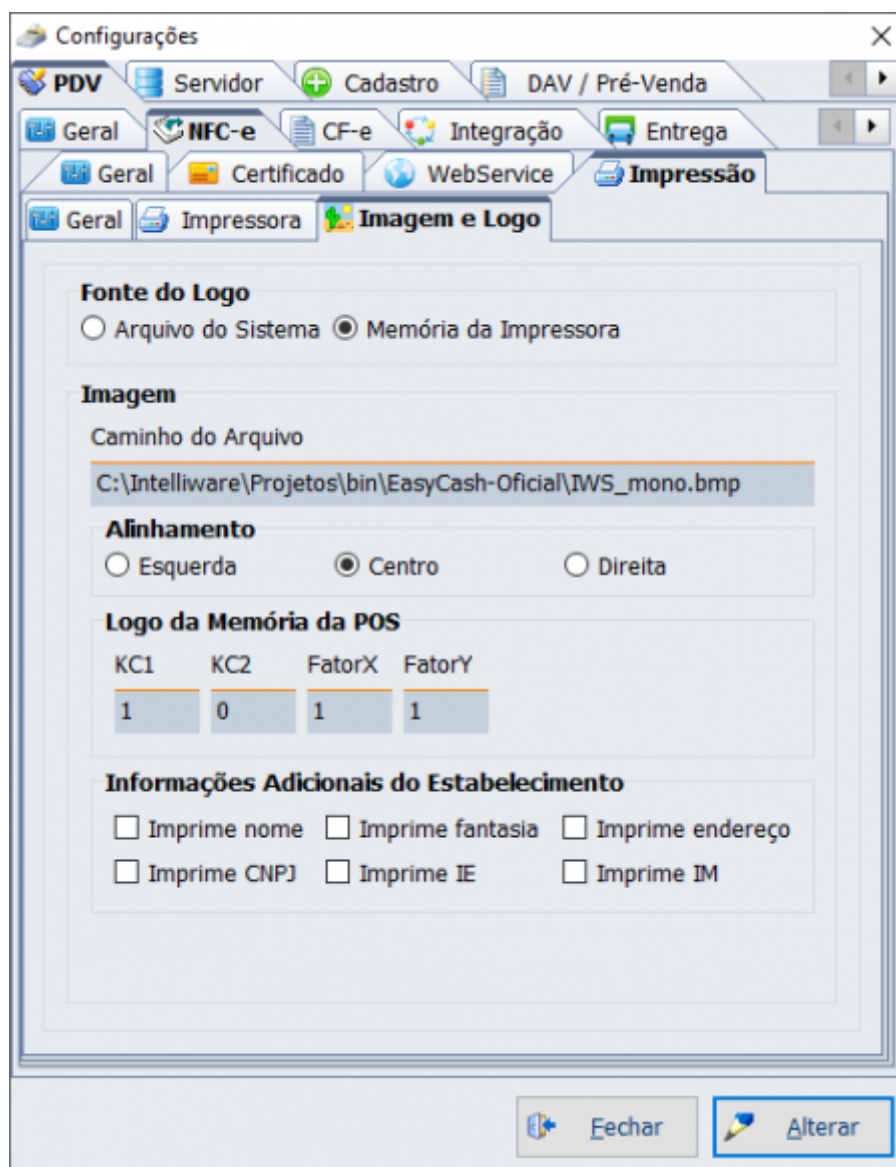 Configurações
PDV Servidor Cadastro DAV / Pré-Venda
Geral NFC-e CF-e Integração Entrega
Geral Certificado WebService Impressão
Geral Impressora Imagem e Logo
Fonte do Logo
Arquivo do Sistema Memória da Impressora
Imagem
Caminho do Arquivo
C:\Intelliware\Projetos\bin\EasyCash-Oficial\IWS_mono.bmp
Alinhamento
Esquerda Centro Direita
Logo da Memória da POS
KC1 KC2 FatorX FatorY
1 0 1 1
Informações Adicionais do Estabelecimento
Imprime nome Imprime fantasia Imprime endereço
Imprime CNPJ Imprime IE Imprime IM
Fechar Alterar